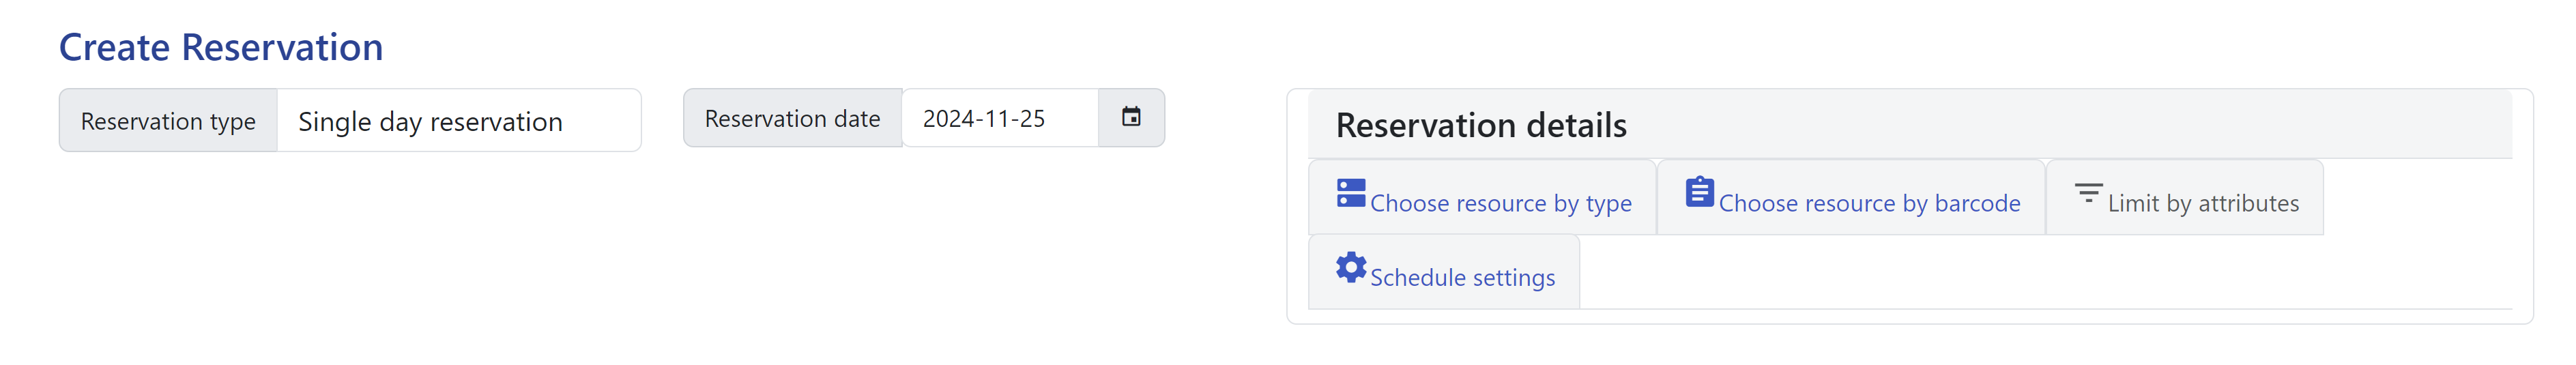 Create Reservation
Reservation type Single day reservation
Reservation date 2024-11-25
Reservation details
Choose resource by type
Choose resource by barcode
Limit by attributes
Schedule settings